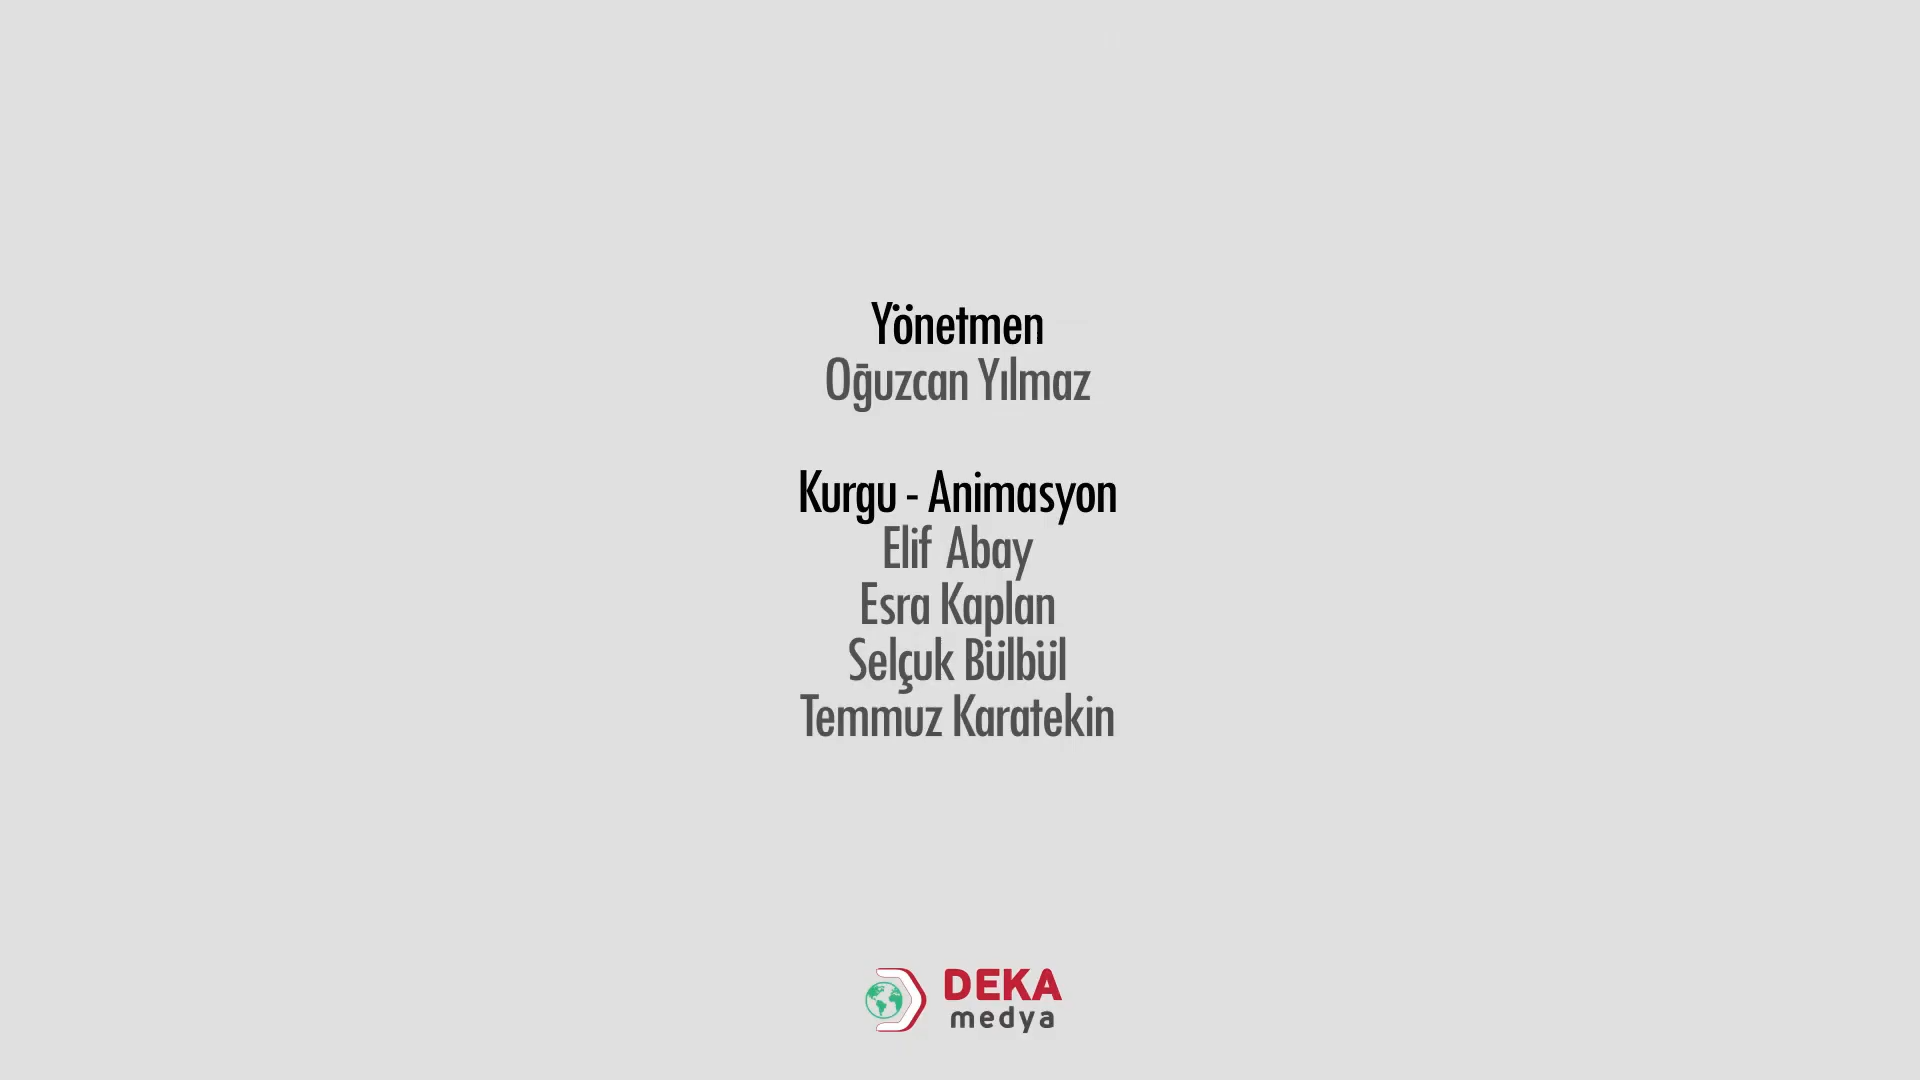 Yönetmen
Oğuzcan Yılmaz
Kurgu - Animasyon
Elif Abay
Esra Kaplan
Selçuk Bülbül
Temmuz Karatekin
DEKA
medya